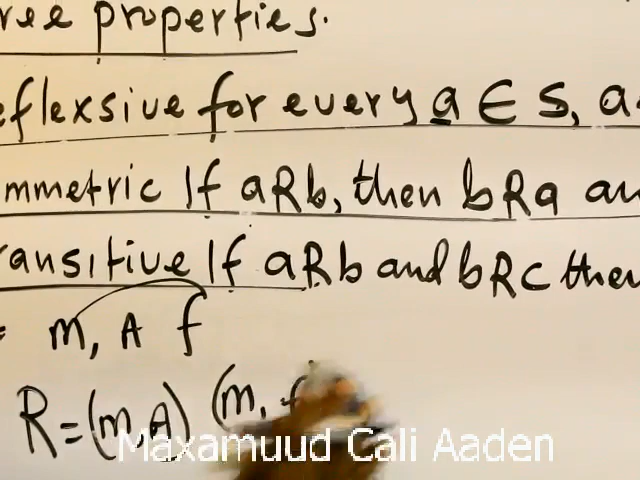 ree properties.
eflexsive for every a ∈ S, a
mmetric If aRb, then bRa an
ransitive If aRb and bRc then
= m, A f
R = (m, A) (m, f
Maxamuud Cali Aaden